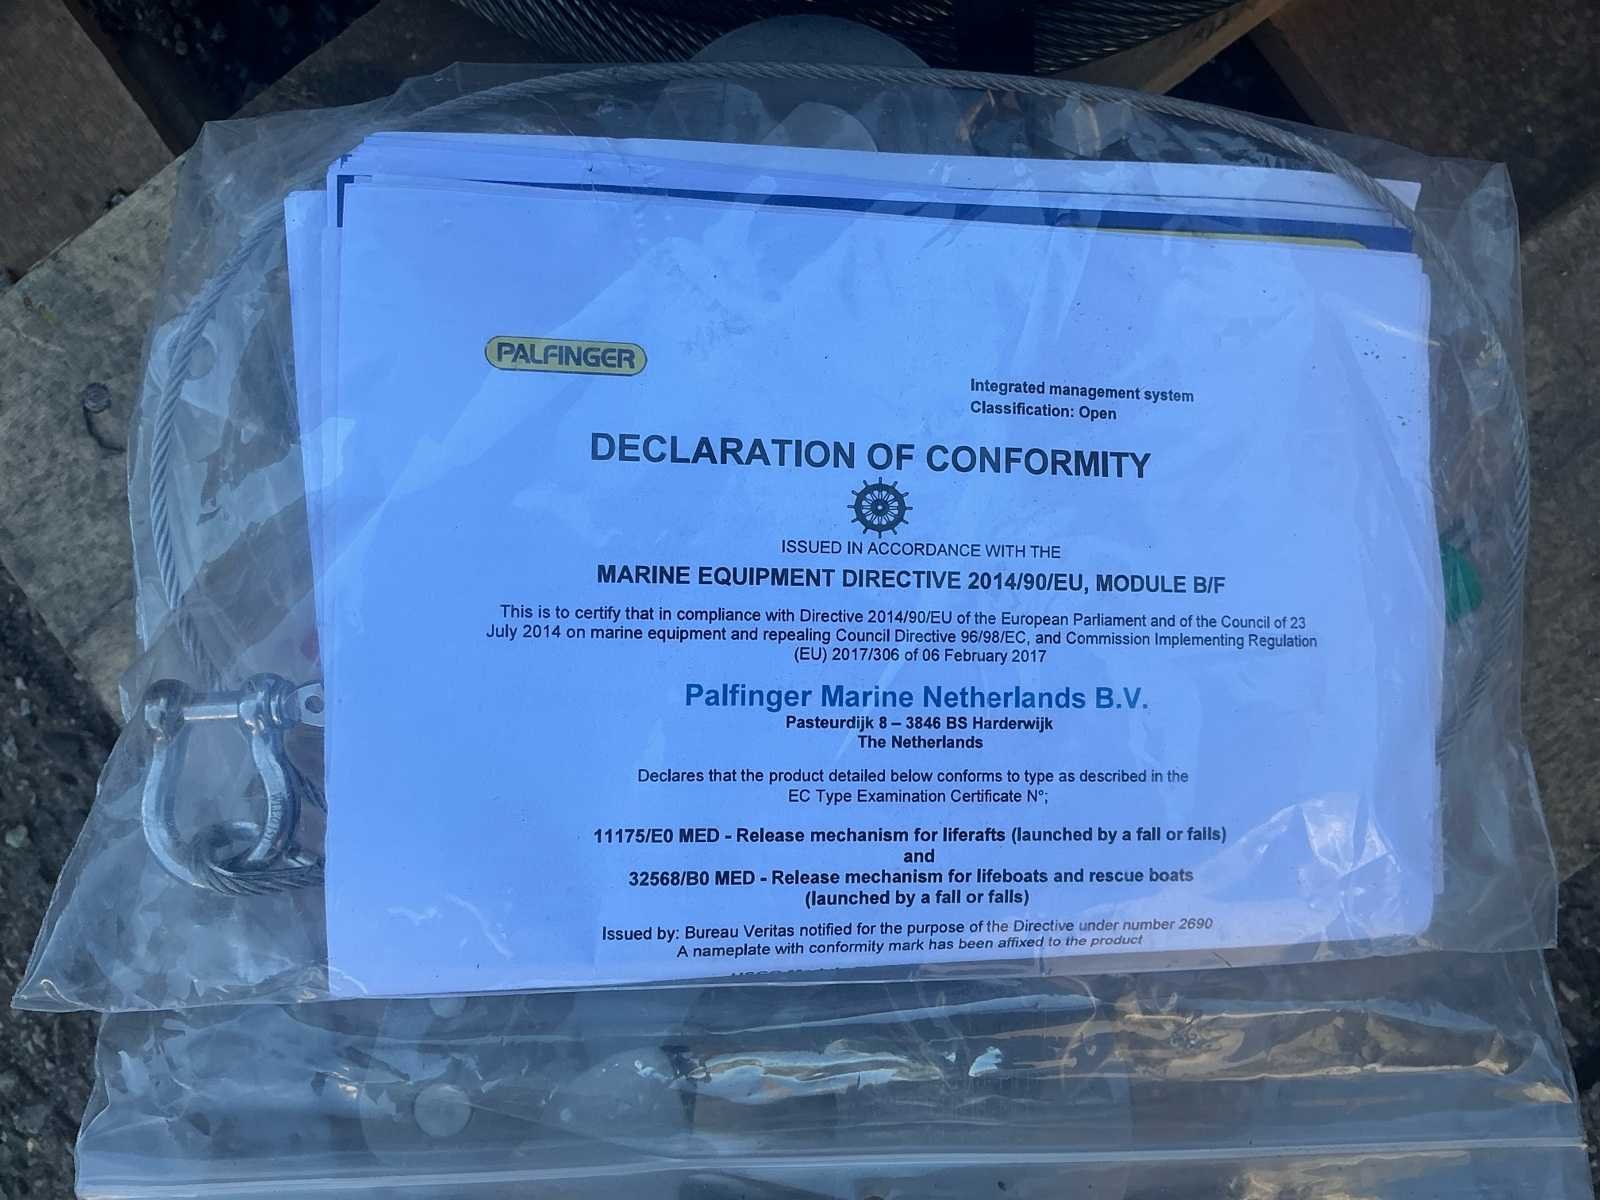 PALFINGER
Integrated management system
Classification: Open
DECLARATION OF CONFORMITY
ISSUED IN ACCORDANCE WITH THE
MARINE EQUIPMENT DIRECTIVE 2014/90/EU, MODULE B/F
This is to certify that in compliance with Directive 2014/90/EU of the European Parliament and of the Council of 23
July 2014 on marine equipment and repealing Council Directive 96/98/EC, and Commission Implementing Regulation
(EU) 2017/306 of 06 February 2017
Palfinger Marine Netherlands B.V.
Pasteurdijk 8 – 3846 BS Harderwijk
The Netherlands
Declares that the product detailed below conforms to type as described in the
EC Type Examination Certificate N°;
11175/E0 MED - Release mechanism for liferafts (launched by a fall or falls)
and
32568/B0 MED - Release mechanism for lifeboats and rescue boats
(launched by a fall or falls)
Issued by: Bureau Veritas notified for the purpose of the Directive under number 2690
A nameplate with conformity mark has been affixed to the product